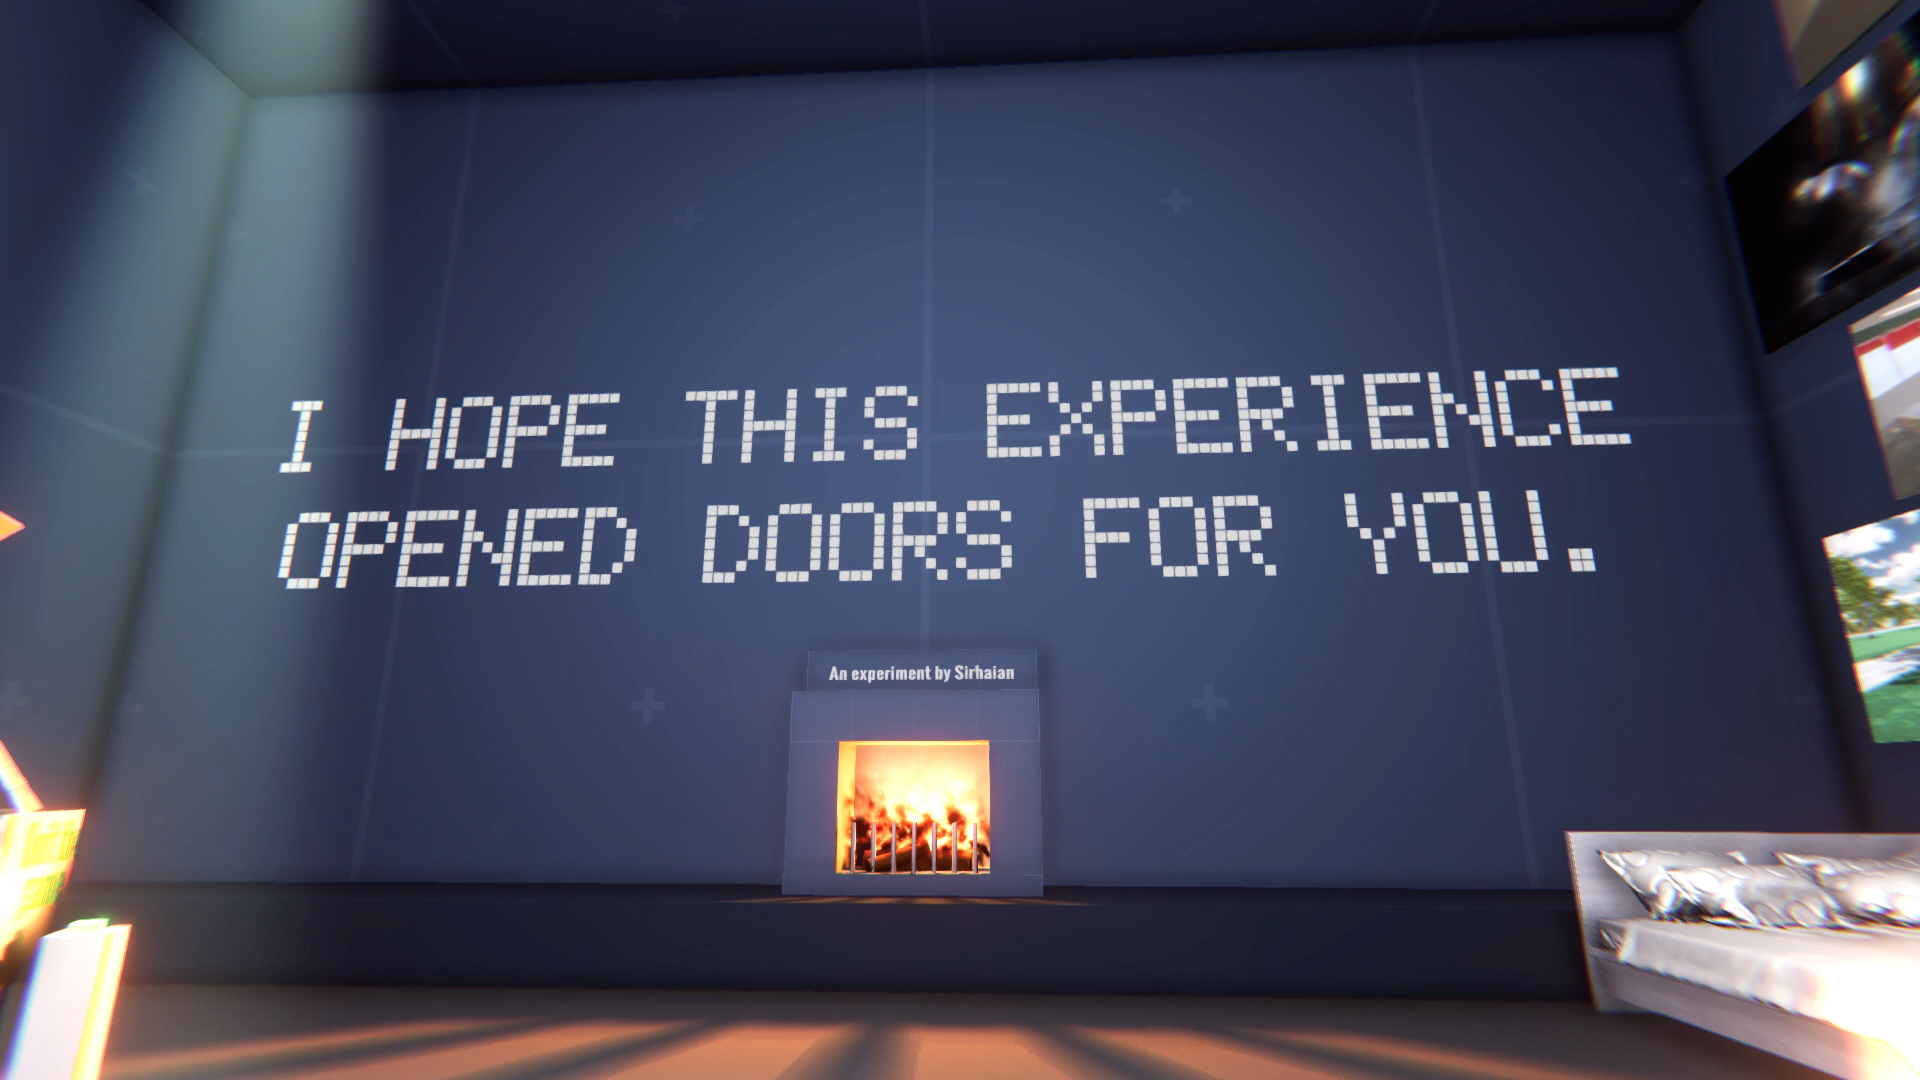 I HOPE THIS EXPERIENCE
OPENED DOORS FOR YOU.
An experiment by Sirhaian